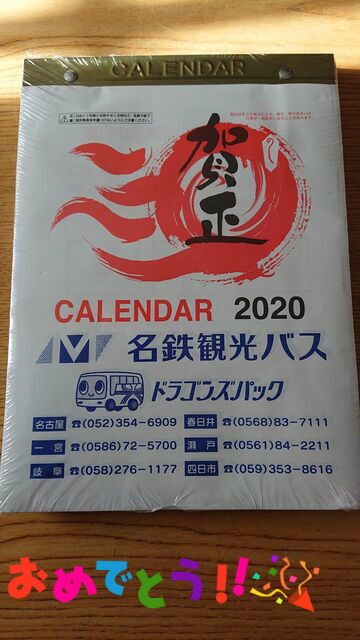 CALENDAR
賀正
CALENDAR 2020
名鉄観光バス
ドラゴンズパック
名古屋 ☎(052)354-6909 春日井 ☎(0568)83-7111
一宮 ☎(0586)72-5700 瀬戸 ☎(0561)84-2211
岐阜 ☎(058)276-1177 四日市 ☎(059)353-8616
おめでとう!!